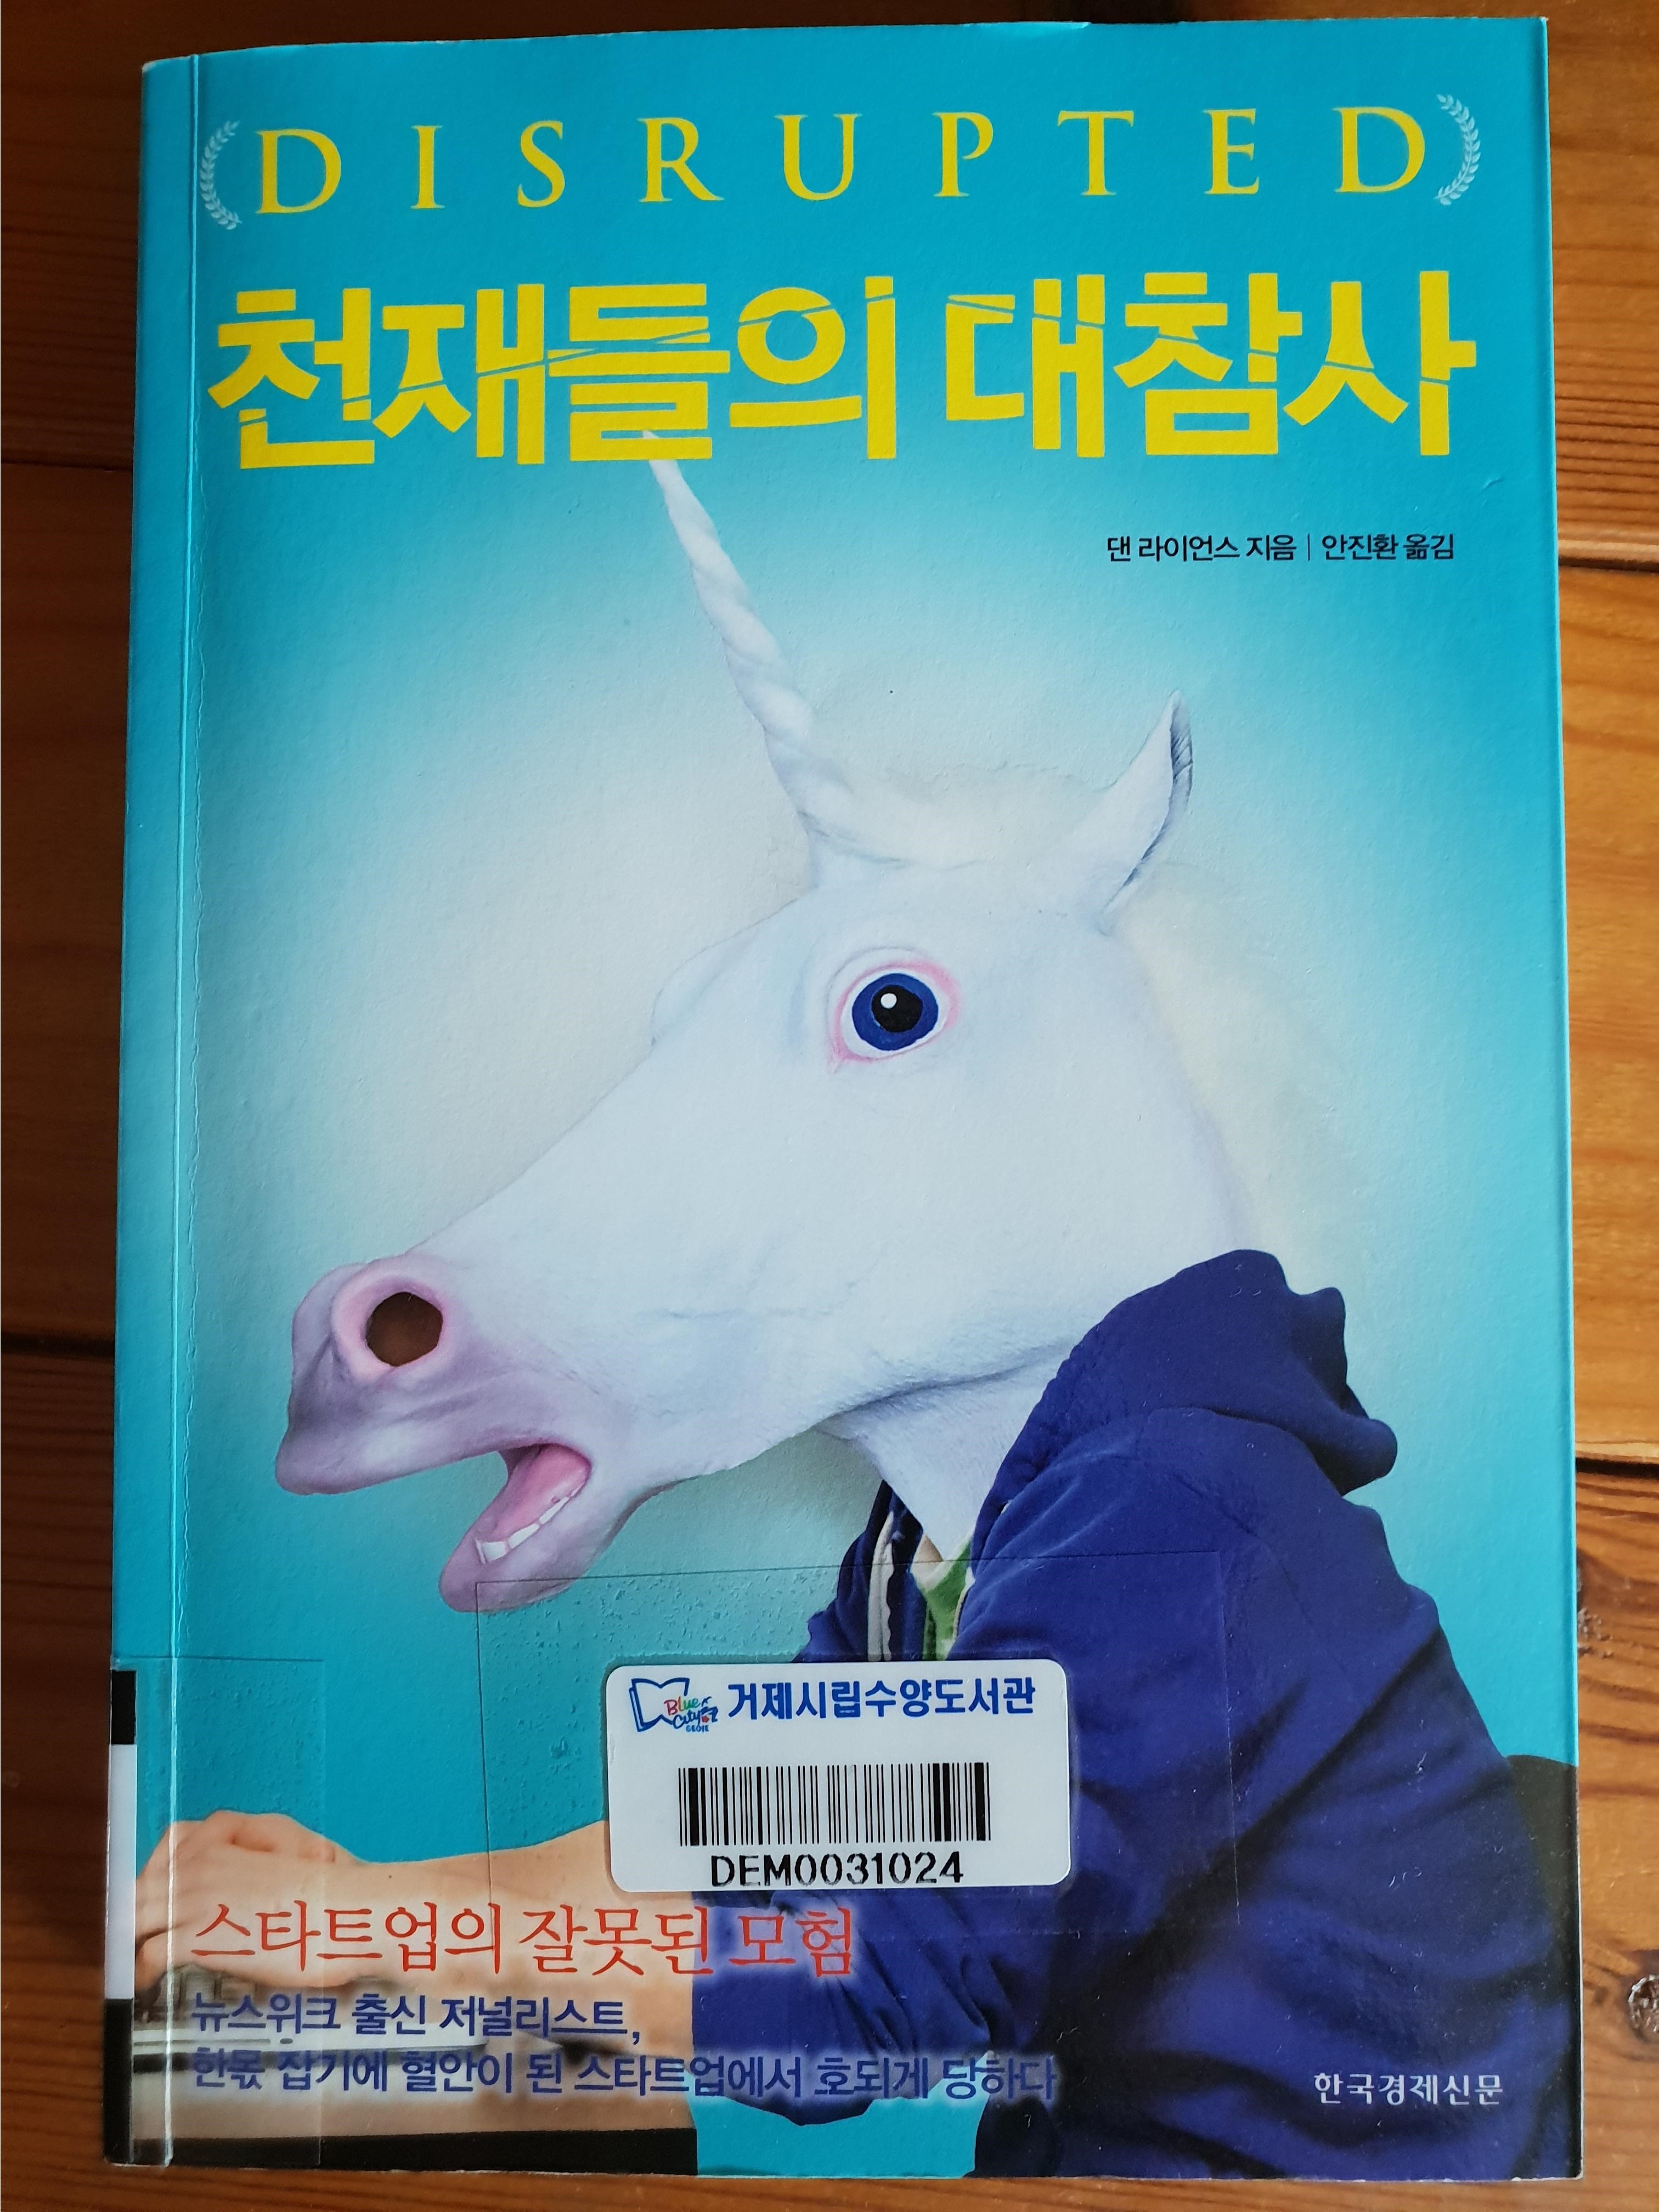 DISRUPTED
천재들의 대참사
댄 라이언스 지음 | 안진환 옮김
Blue City GEOJE
거제시립수양도서관
DEM0031024
스타트업의 잘못된 모험
뉴스위크 출신 저널리스트,
한몫 잡기에 혈안이 된 스타트업에서 호되게 당하다
한국경제신문